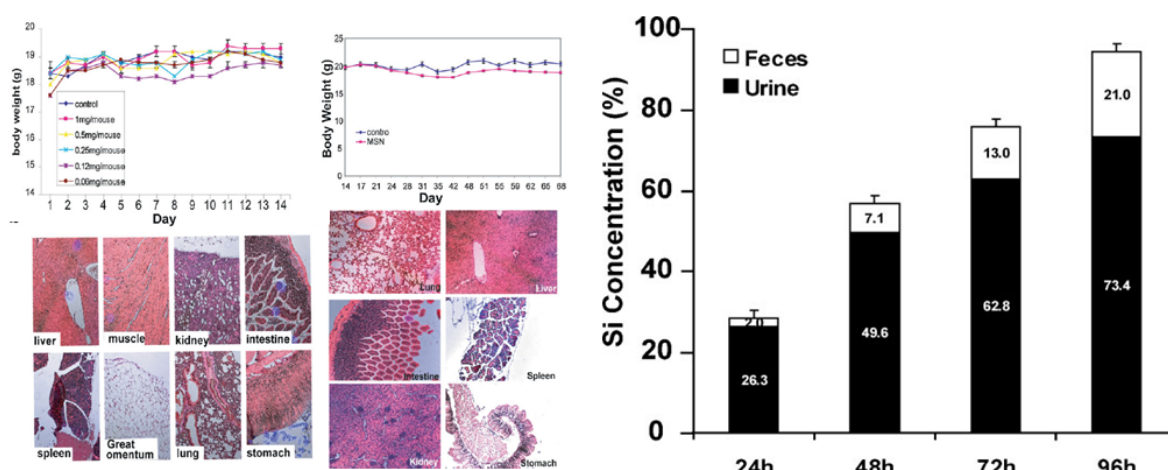 body weight (g)
20
19
18
17
16
15
14
control
1mg/mouse
0.5mg/mouse
0.25mg/mouse
0.12mg/mouse
0.06mg/mouse
1 2 3 4 5 6 7 8 9 10 11 12 13 14
Day
Body Weight (g)
25
20
15
10
5
0
contro
MSN
14 17 21 24 28 31 35 42 48 51 55 59 62 66 68
Day
liver
muscle
kidney
intestine
spleen
Great
omentum
lung
stomach
Lung
Liver
Intestine
Spleen
Kidney
Stomach
Si Concentration (%)
100
80
60
40
20
0
Feces
Urine
2.0
26.3
7.1
49.6
13.0
62.8
21.0
73.4
24h 48h 72h 96h